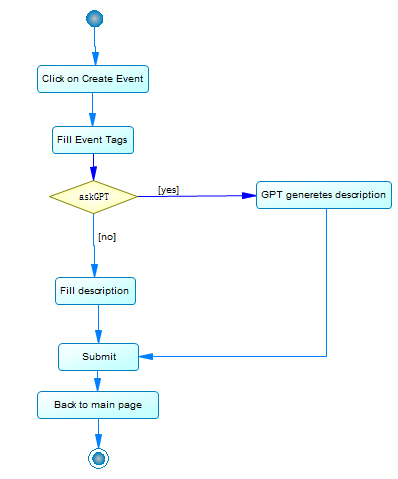 Click on Create Event
Fill Event Tags
askGPT
[yes]
GPT generetes description
[no]
Fill description
Submit
Back to main page